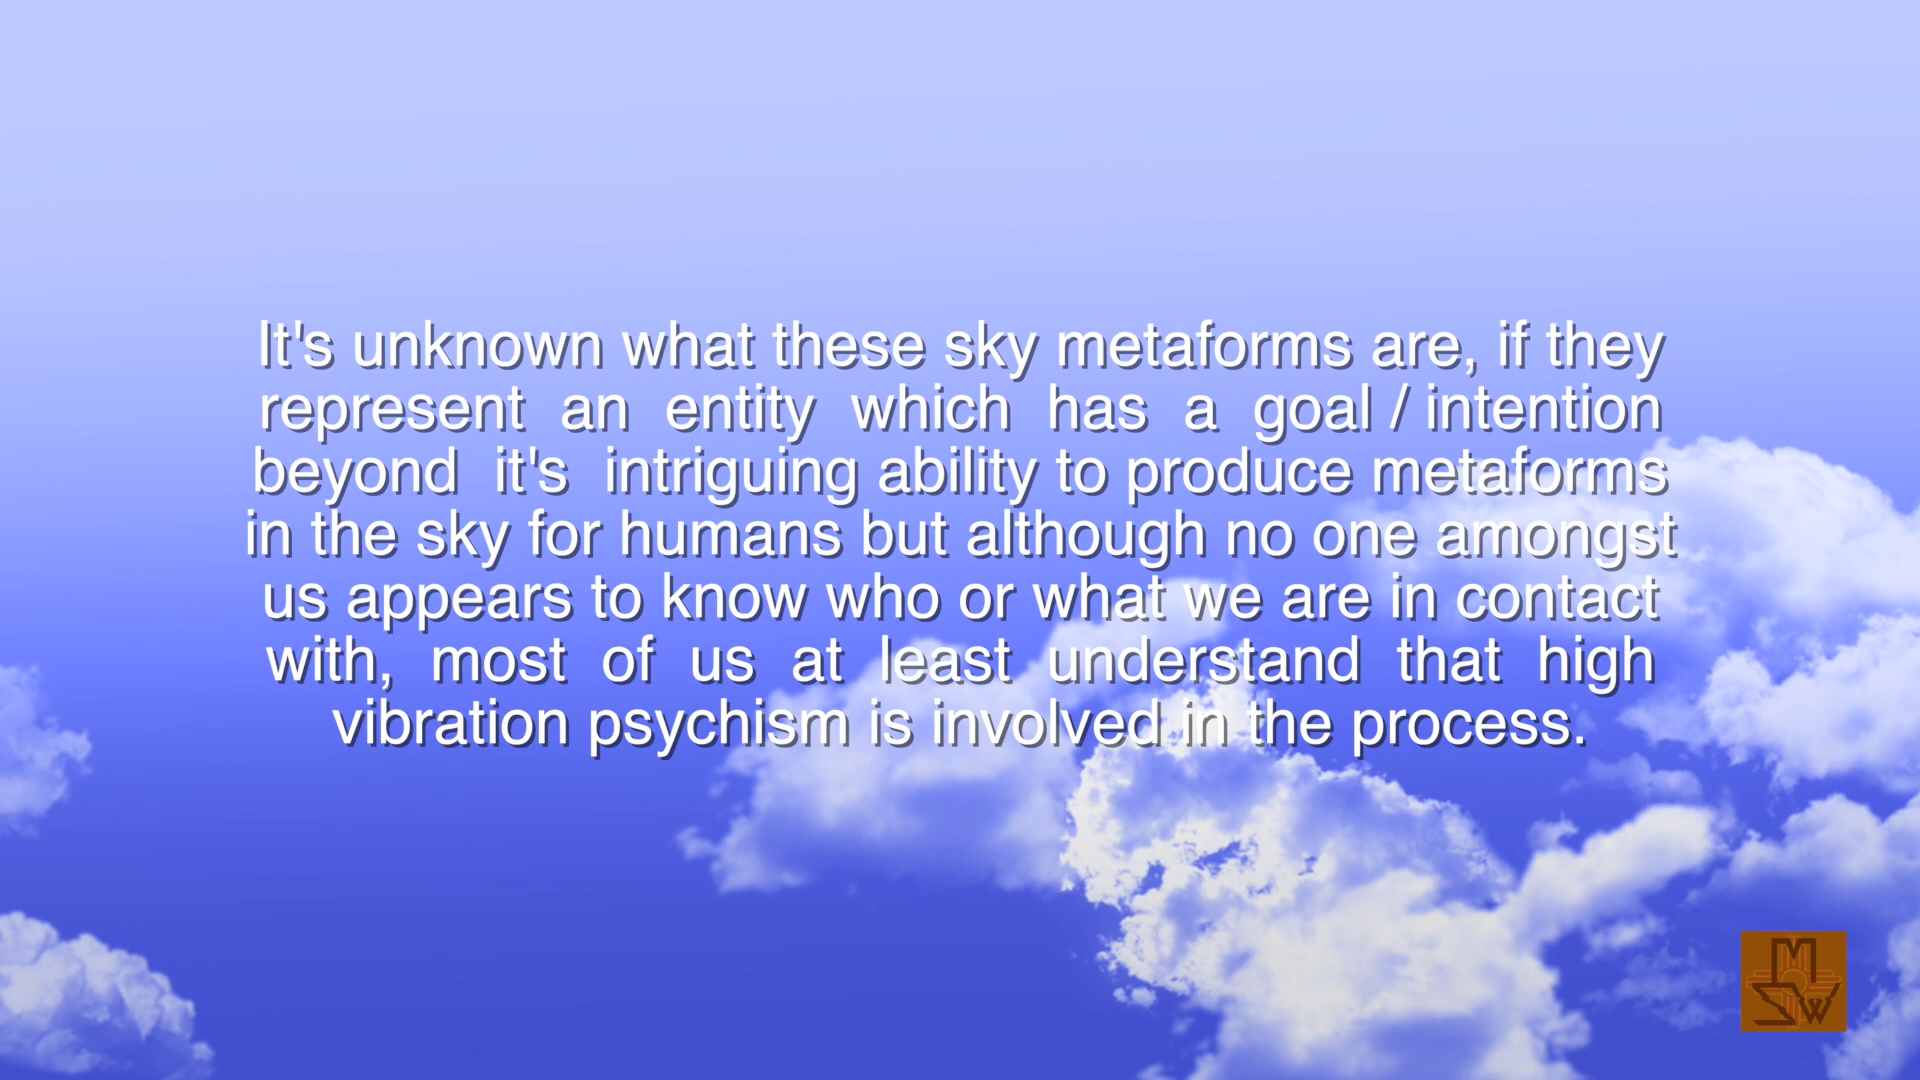 It's unknown what these sky metaforms are, if they
represent an entity which has a goal / intention
beyond it's intriguing ability to produce metaforms
in the sky for humans but although no one amongst
us appears to know who or what we are in contact
with, most of us at least understand that high
vibration psychism is involved in the process.
M
W